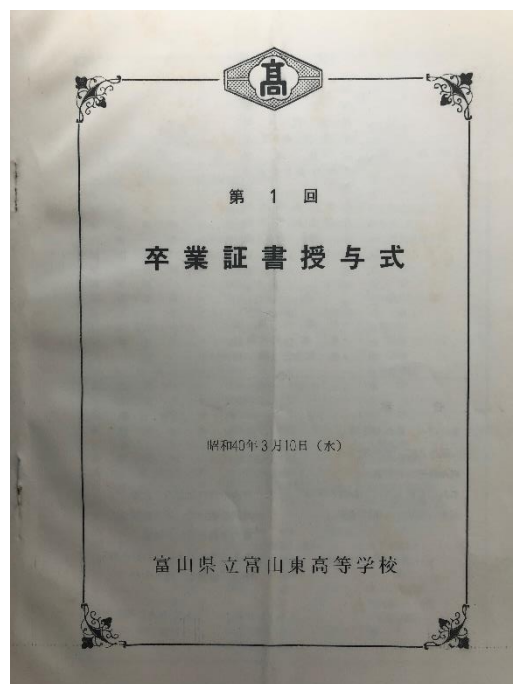 髙
第1回
卒業証書授与式
昭和40年3月10日（水）
富山県立富山東高等学校